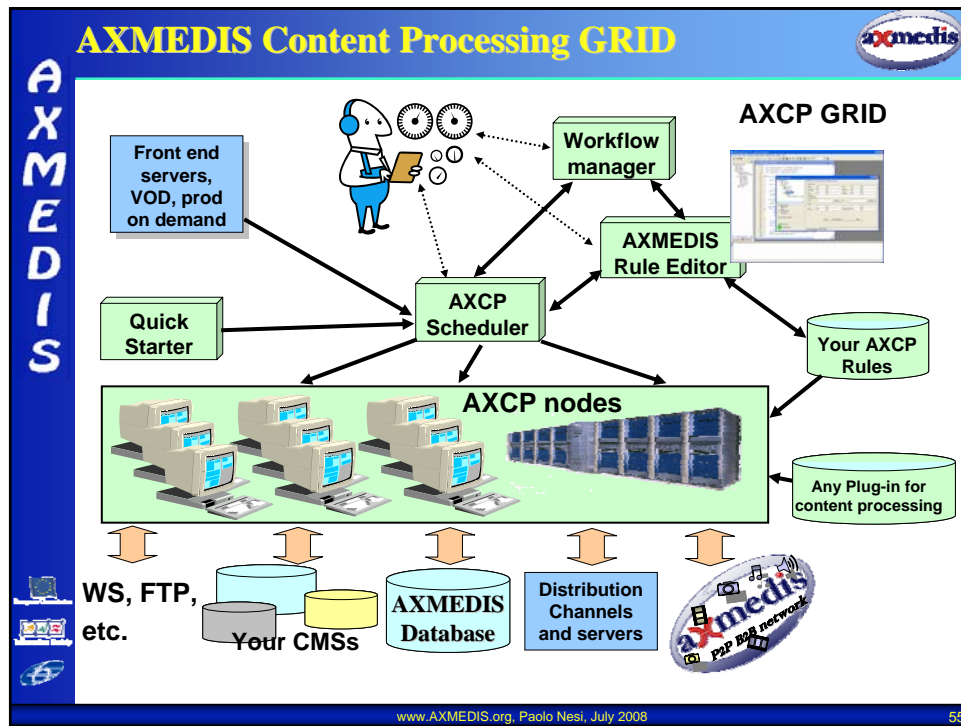 AXMEDIS Content Processing GRID
axmedis
AXMEDIS
AXCP GRID
Front end
servers,
VOD, prod
on demand
Workflow
manager
AXMEDIS
Rule Editor
AXCP
Scheduler
Quick
Starter
Your AXCP
Rules
AXCP nodes
Any Plug-in for
content processing
WS, FTP,
etc.
Your CMSs
AXMEDIS
Database
Distribution
Channels
and servers
axmedis
P2P B2B network
www.AXMEDIS.org, Paolo Nesi, July 2008
55